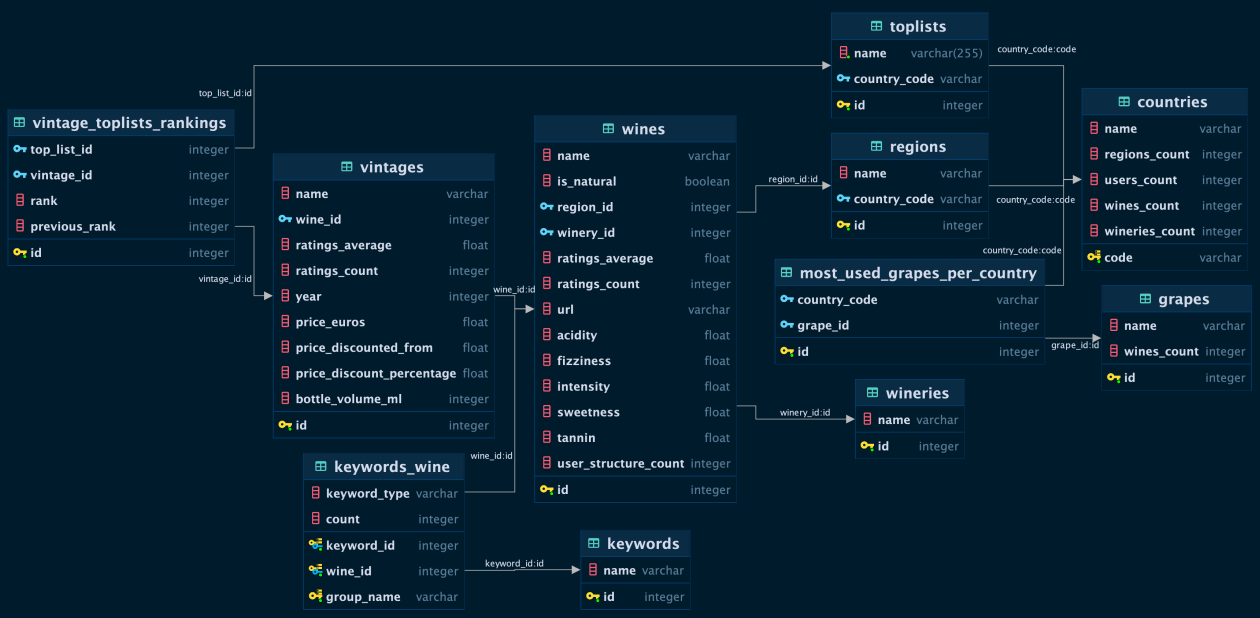 toplists
name varchar(255)
country_code varchar
id integer
country_code:code
top_list_id:id
countries
name varchar
regions_count integer
users_count integer
wines_count integer
wineries_count integer
code varchar
vintage_toplists_rankings
top_list_id integer
vintage_id integer
rank integer
previous_rank integer
id integer
vintage_id:id
vintages
name varchar
wine_id integer
ratings_average float
ratings_count integer
year integer
price_euros float
price_discounted_from float
price_discount_percentage float
bottle_volume_ml integer
id integer
wine_id:id
wines
name varchar
is_natural boolean
region_id integer
winery_id integer
ratings_average float
ratings_count integer
url varchar
acidity float
fizziness float
intensity float
sweetness float
tannin float
user_structure_count integer
id integer
region_id:id
regions
name varchar
country_code varchar
id integer
country_code:code
country_code:code
most_used_grapes_per_country
country_code varchar
grape_id integer
id integer
grape_id:id
grapes
name varchar
wines_count integer
id integer
winery_id:id
wineries
name varchar
id integer
wine_id:id
keywords_wine
keyword_type varchar
count integer
keyword_id integer
wine_id integer
group_name varchar
keyword_id:id
keywords
name varchar
id integer